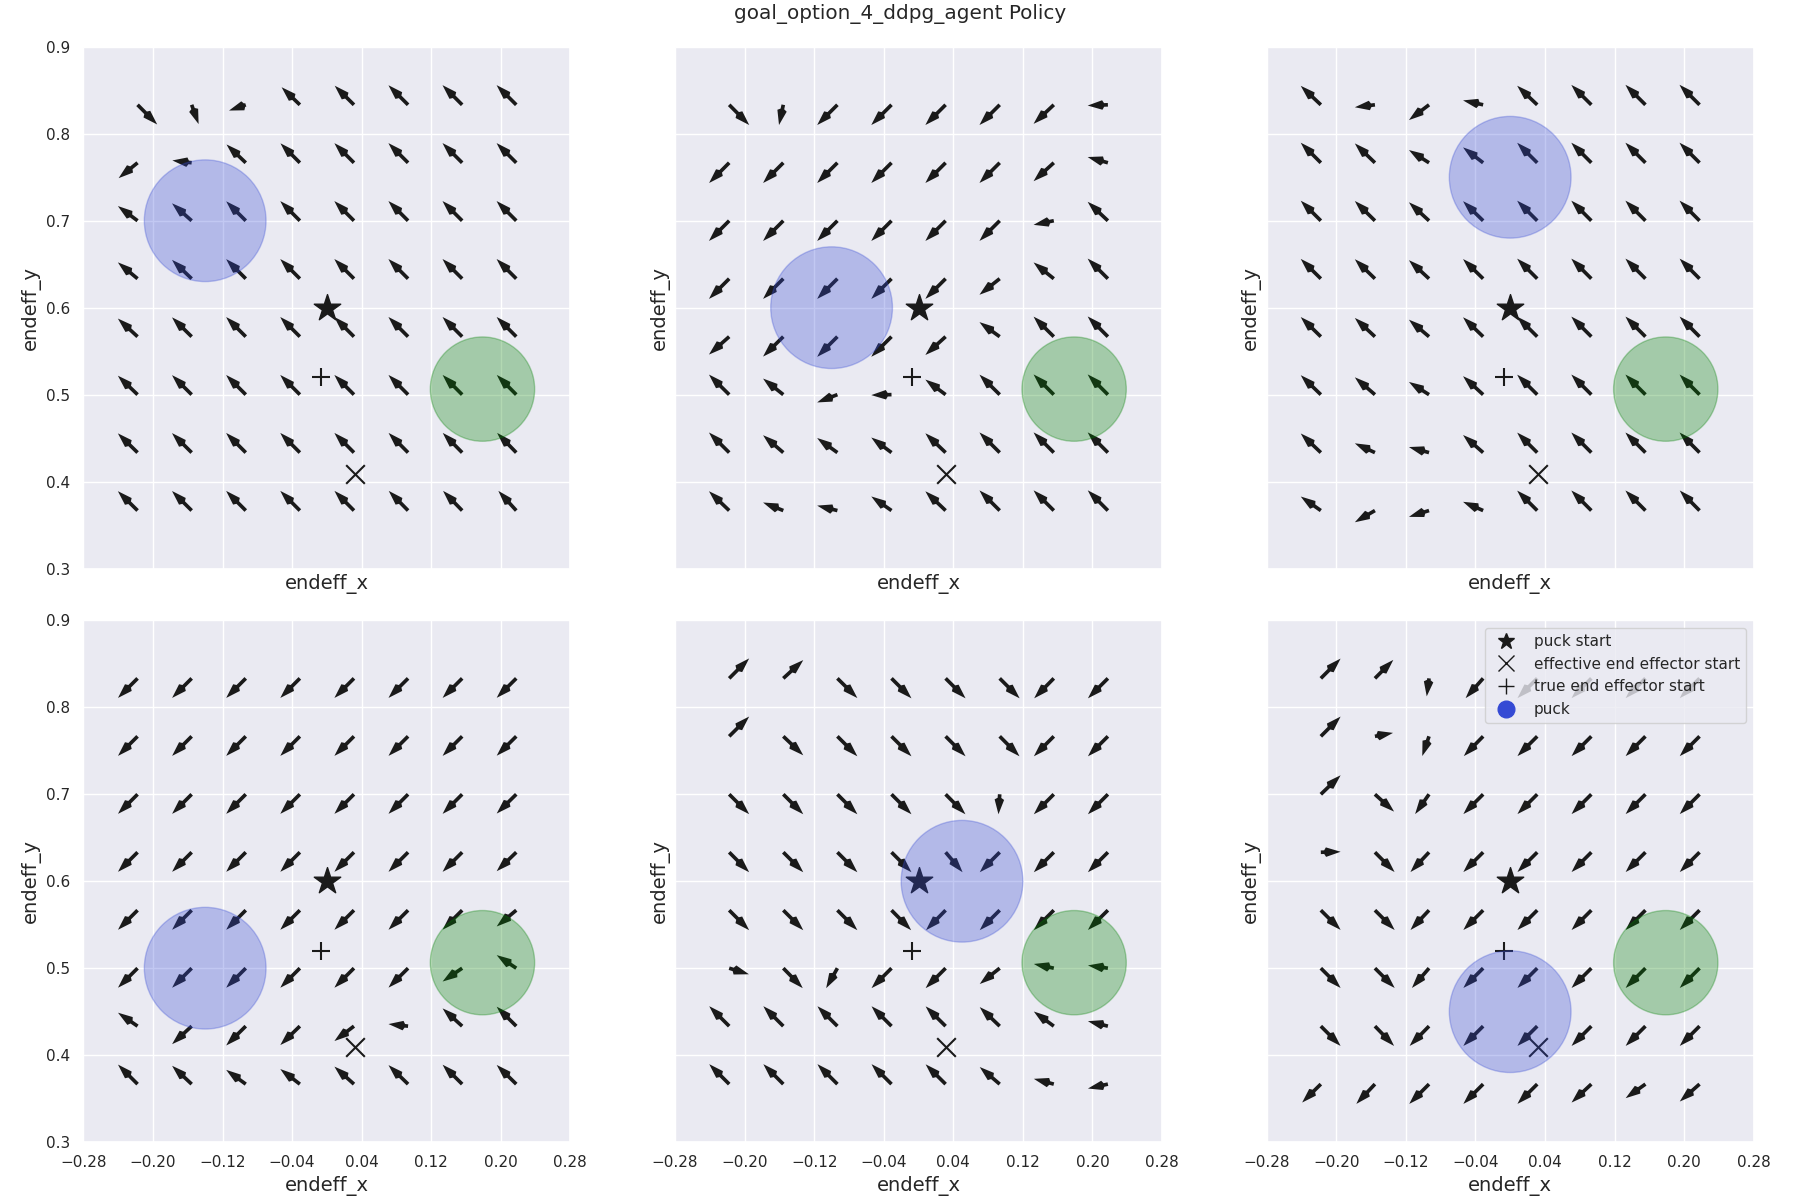 goal_option_4_ddpg_agent Policy
0.9
0.8
0.7
0.6
0.5
0.4
0.3
endeff_y
endeff_x
endeff_y
endeff_x
endeff_y
endeff_x
0.9
0.8
0.7
0.6
0.5
0.4
0.3
endeff_y
−0.28 −0.20 −0.12 −0.04 0.04 0.12 0.20 0.28
endeff_x
endeff_y
−0.28 −0.20 −0.12 −0.04 0.04 0.12 0.20 0.28
endeff_x
puck start
effective end effector start
true end effector start
puck
endeff_y
−0.28 −0.20 −0.12 −0.04 0.04 0.12 0.20 0.28
endeff_x